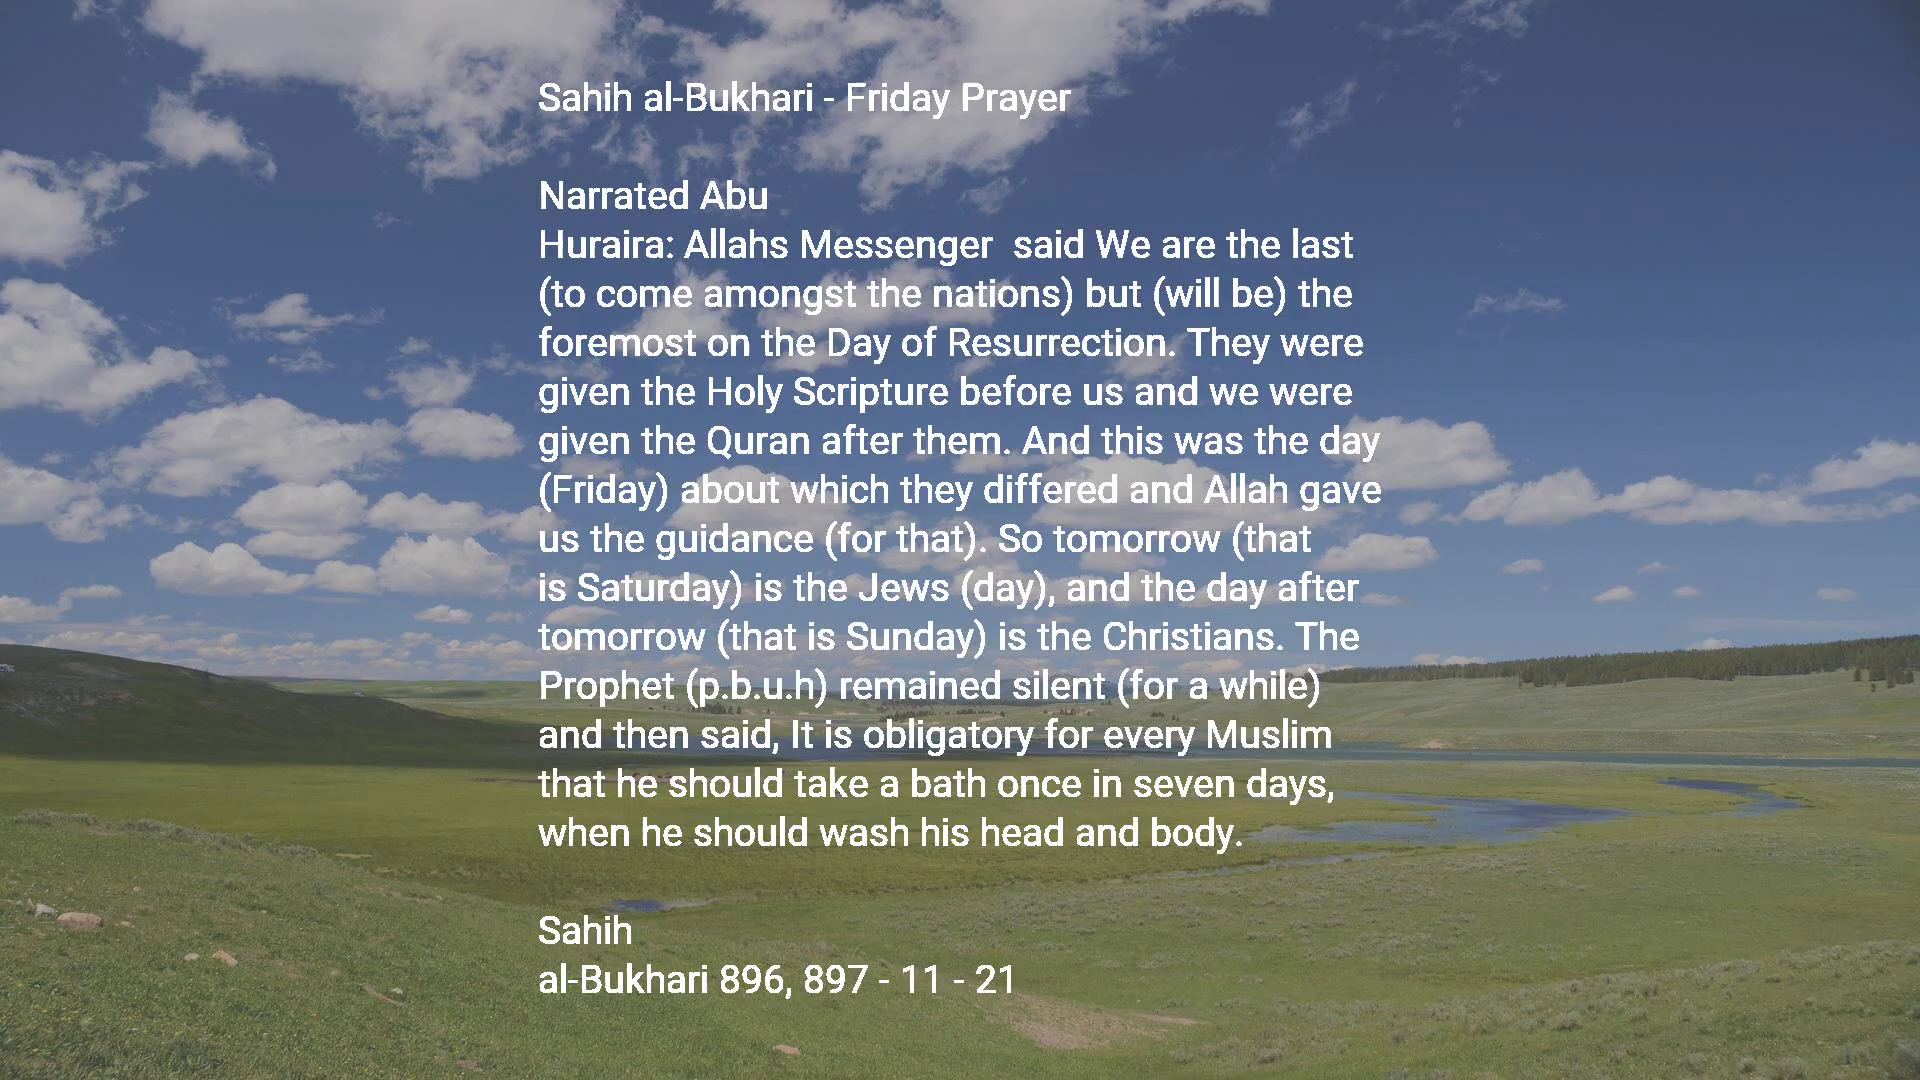 Sahih al-Bukhari - Friday Prayer
Narrated Abu
Huraira: Allahs Messenger  said We are the last
(to come amongst the nations) but (will be) the
foremost on the Day of Resurrection. They were
given the Holy Scripture before us and we were
given the Quran after them. And this was the day
(Friday) about which they differed and Allah gave
us the guidance (for that). So tomorrow (that
is Saturday) is the Jews (day), and the day after
tomorrow (that is Sunday) is the Christians. The
Prophet (p.b.u.h) remained silent (for a while)
and then said, It is obligatory for every Muslim
that he should take a bath once in seven days,
when he should wash his head and body.
Sahih
al-Bukhari 896, 897 - 11 - 21